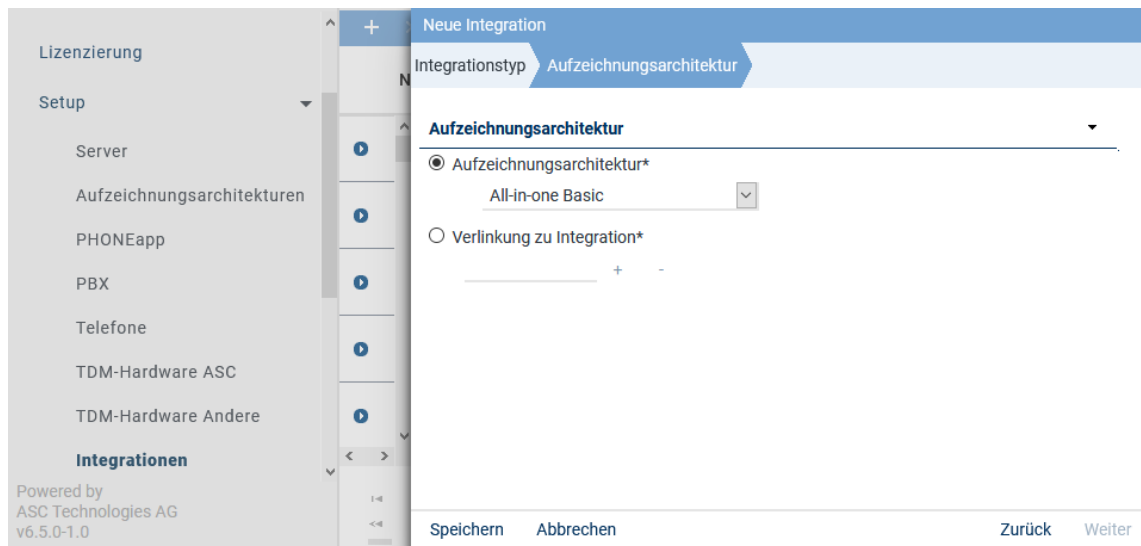 Lizenzierung
Setup
Server
Aufzeichnungsarchitekturen
PHONEapp
PBX
Telefone
TDM-Hardware ASC
TDM-Hardware Andere
Integrationen
Powered by
ASC Technologies AG
v6.5.0-1.0
+
N
Neue Integration
Integrationstyp Aufzeichnungsarchitektur
Aufzeichnungsarchitektur
Aufzeichnungsarchitektur*
All-in-one Basic
Verlinkung zu Integration*
+ -
Speichern Abbrechen Zurück Weiter